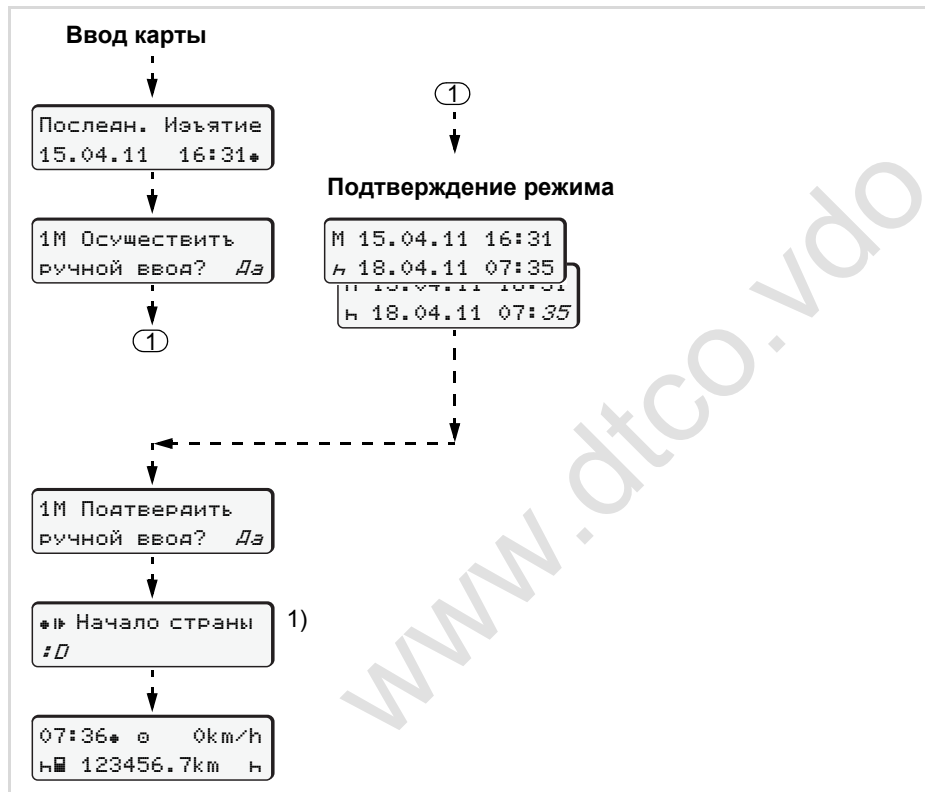 Ввод карты
Последн. Изъятие
15.04.11 16:31
1М Осуществить
ручной ввод? Да
1
1
Подтверждение режима
М 15.04.11 16:31
18.04.11 07:35
18.04.11 07:35
1М Подтвердить
ручной ввод? Да
Начало страны
:D
1)
07:36 0km/h
123456.7km
www.dtco.vdo